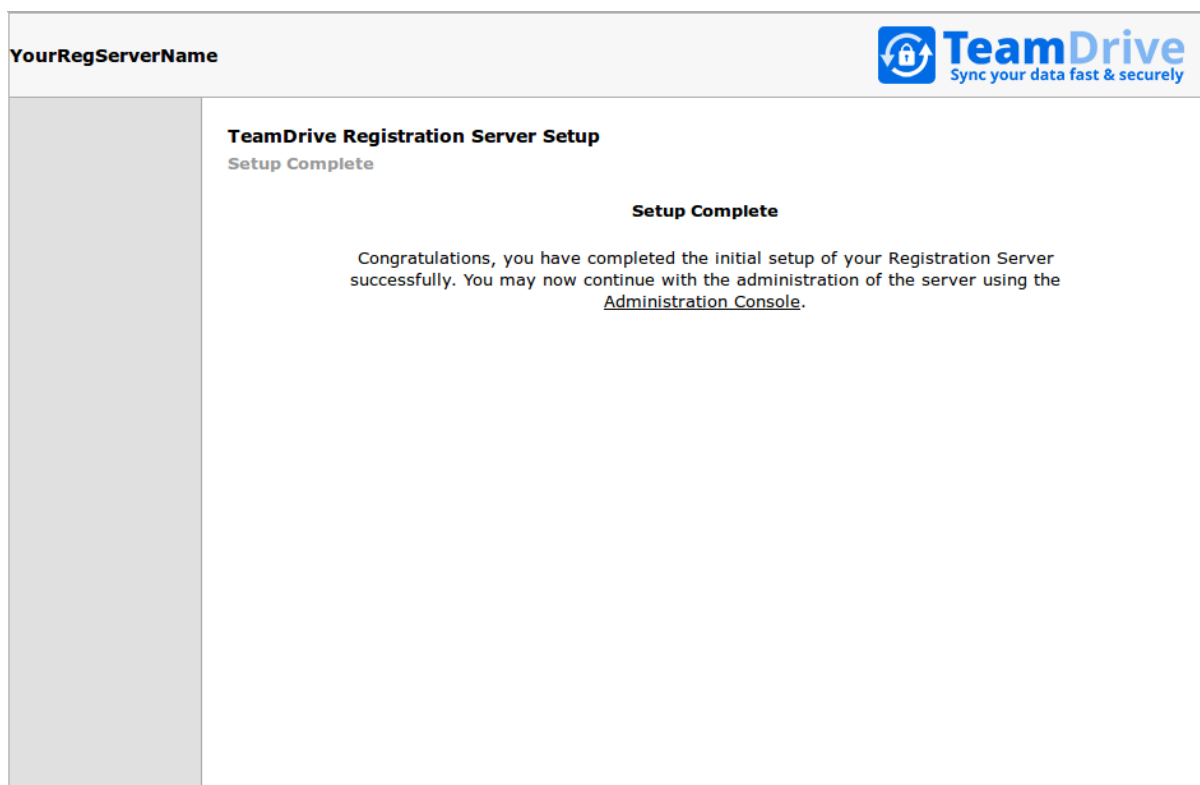 YourRegServerName
TeamDrive
Sync your data fast & securely
TeamDrive Registration Server Setup
Setup Complete
Setup Complete
Congratulations, you have completed the initial setup of your Registration Server
successfully. You may now continue with the administration of the server using the
Administration Console.